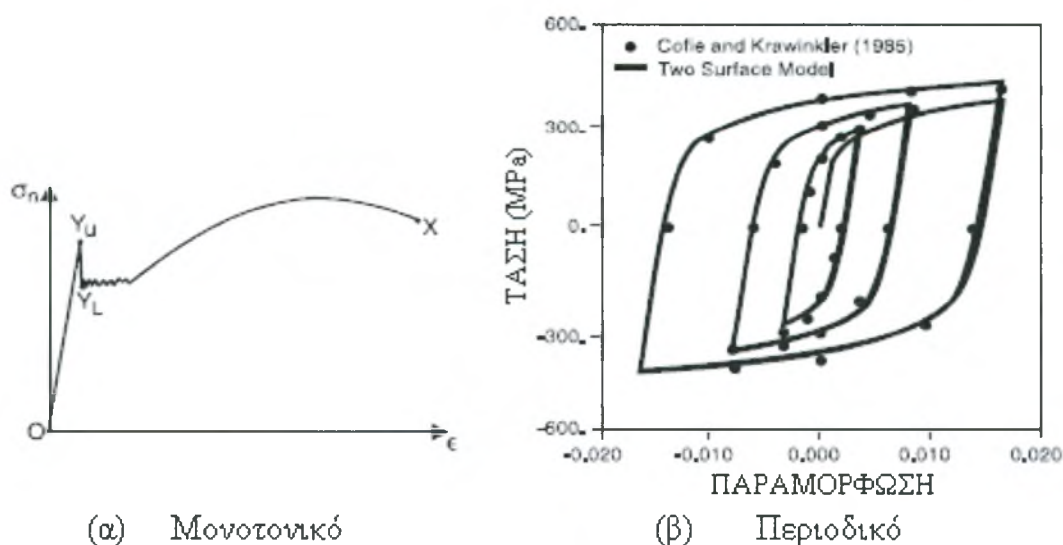 σn
Yu
YL
X
O
ε
(α) Μονοτονικό
600.
300.
0.
-300.
-600.
ΤΑΣΗ (MPa)
Cofie and Krawinkler (1985)
Two Surface Model
-0.020 -0.010 0.000 0.010 0.020
ΠΑΡΑΜΟΡΦΩΣΗ
(β) Περιοδικό